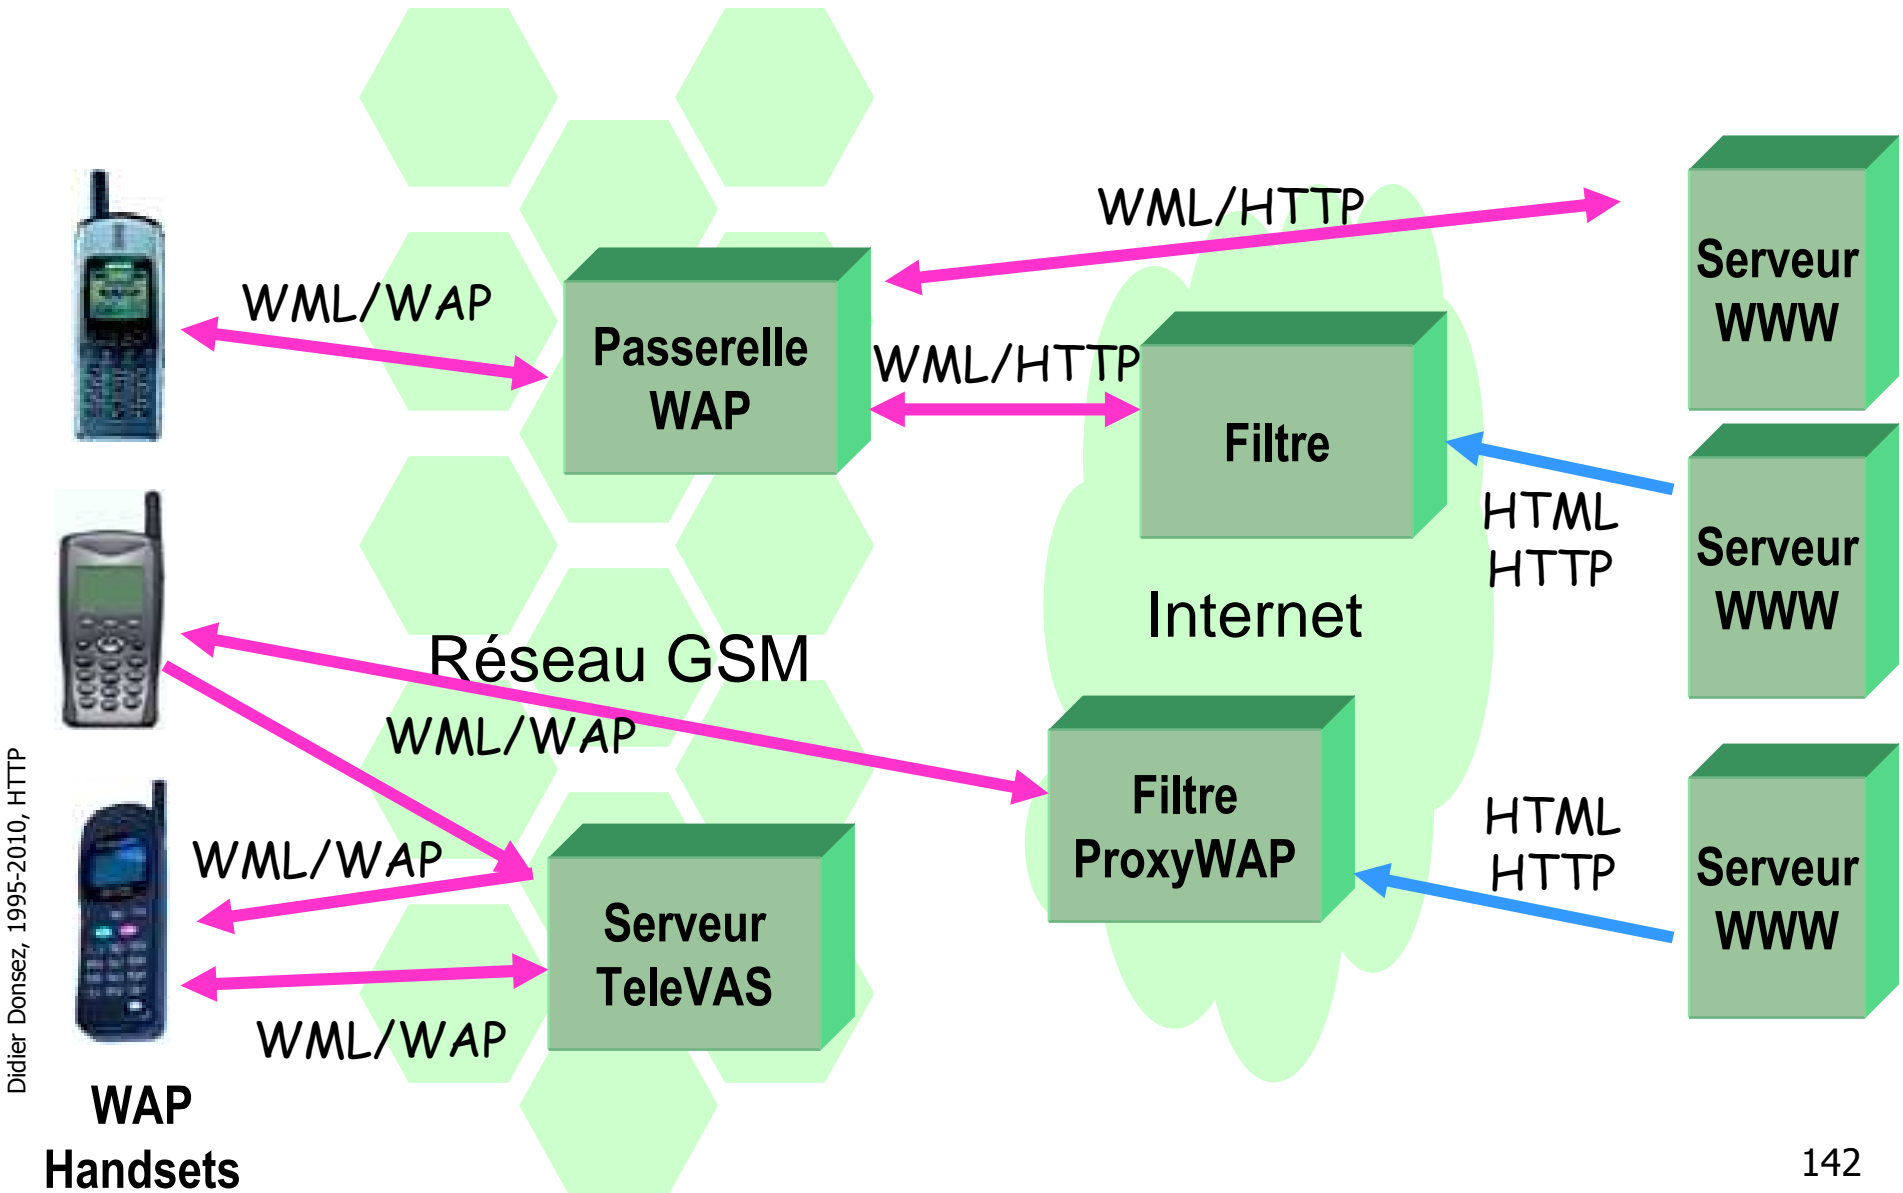 WML/HTTP
Serveur
WWW
WML/WAP
Passerelle
WAP
WML/HTTP
Filtre
HTML
HTTP
Serveur
WWW
Internet
Réseau GSM
WML/WAP
Filtre
ProxyWAP
HTML
HTTP
Serveur
WWW
WML/WAP
Serveur
TeleVAS
WML/WAP
WAP
Handsets
Didier Donsez, 1995-2010, HTTP
142